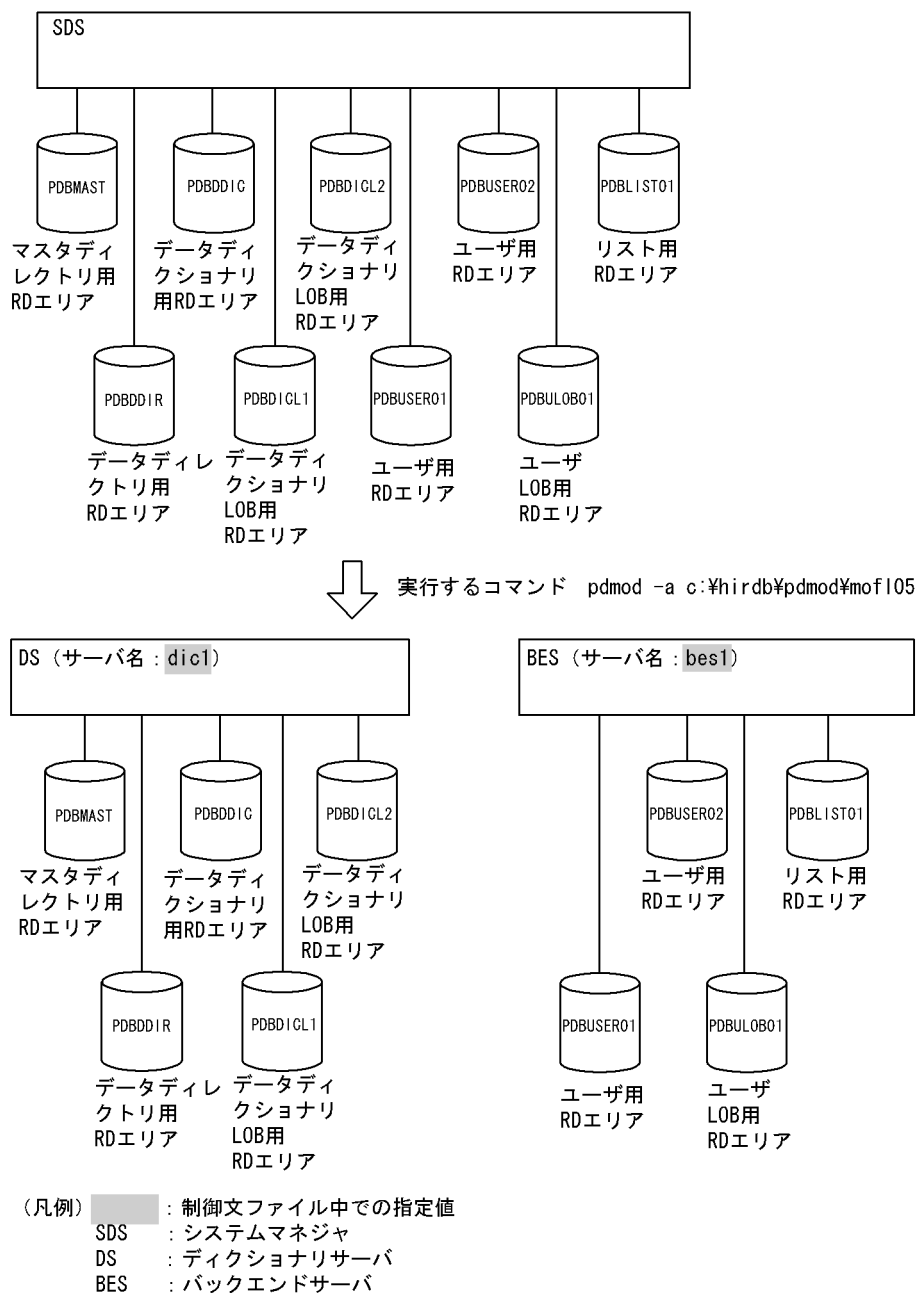 SDS
PDBMAST
PDBDDIC
PDBDICL2
PDBUSER02
PDBLIST01
マスタディ
レクトリ用
RDエリア
データディ
クショナリ
用RDエリア
データディ
クショナリ
LOB用
RDエリア
ユーザ用
RDエリア
リスト用
RDエリア
PDBDDIR
PDBDICL1
PDBUSER01
PDBULOB01
データディレ
クトリ用
RDエリア
データディ
クショナリ
LOB用
RDエリア
ユーザ用
RDエリア
ユーザ
LOB用
RDエリア
実行するコマンド pdmod -a c:¥hirdb¥pdmod¥mofl05
DS（サーバ名：dic1）
BES（サーバ名：bes1）
PDBMAST
PDBDDIC
PDBDICL2
PDBUSER02
PDBLIST01
マスタディ
レクトリ用
RDエリア
データディ
クショナリ
用RDエリア
データディ
クショナリ
LOB用
RDエリア
ユーザ用
RDエリア
リスト用
RDエリア
PDBDDIR
PDBDICL1
PDBUSER01
PDBULOB01
データディレ
クトリ用
RDエリア
データディ
クショナリ
LOB用
RDエリア
ユーザ用
RDエリア
ユーザ
LOB用
RDエリア
（凡例） ：制御文ファイル中での指定値
SDS ：システムマネジャ
DS ：ディクショナリサーバ
BES ：バックエンドサーバ